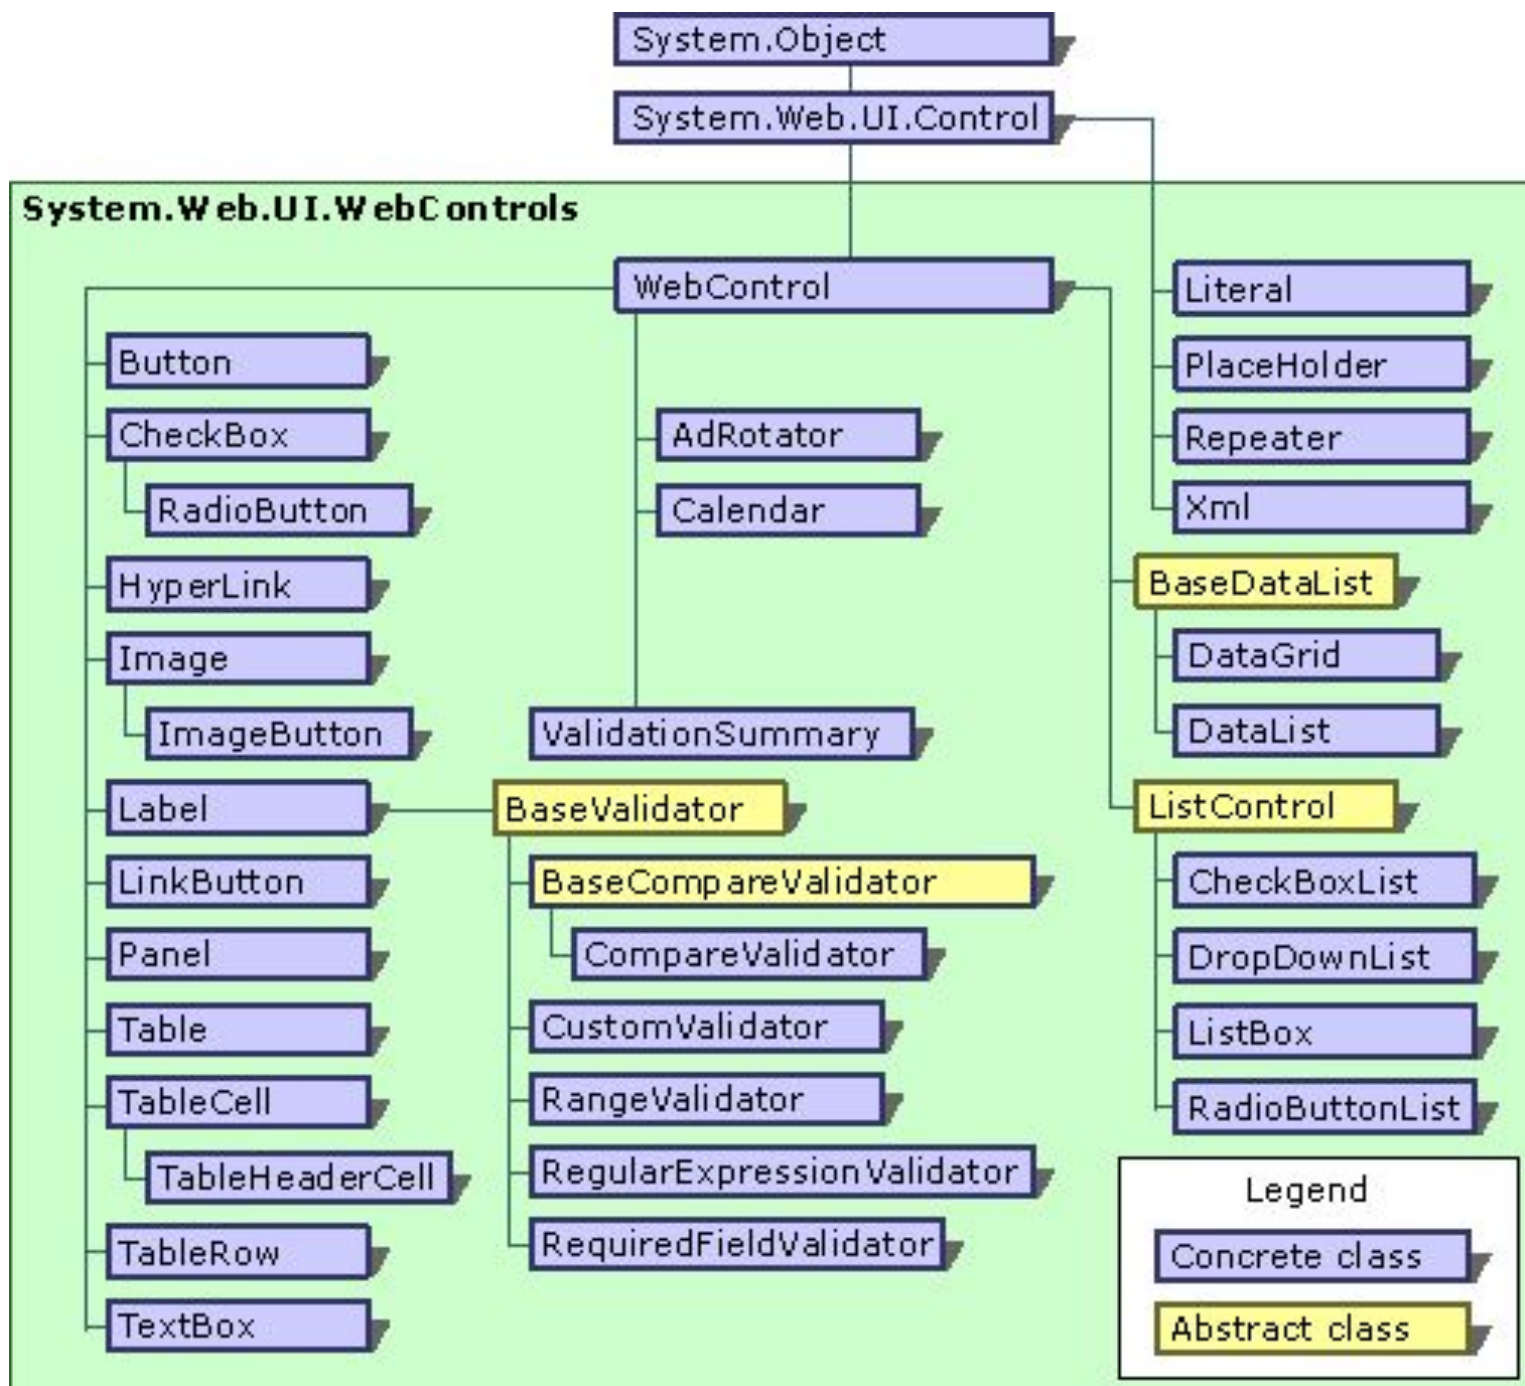 System.Object
System.Web.UI.Control
System.Web.UI.WebControls
WebControl
Button
CheckBox
RadioButton
HyperLink
Image
ImageButton
Label
LinkButton
Panel
Table
TableCell
TableHeaderCell
TableRow
TextBox
AdRotator
Calendar
ValidationSummary
BaseValidator
BaseCompareValidator
CompareValidator
CustomValidator
RangeValidator
RegularExpressionValidator
RequiredFieldValidator
Literal
PlaceHolder
Repeater
Xml
BaseDataList
DataGrid
DataList
ListControl
CheckBoxList
DropDownList
ListBox
RadioButtonList
Legend
Concrete class
Abstract class